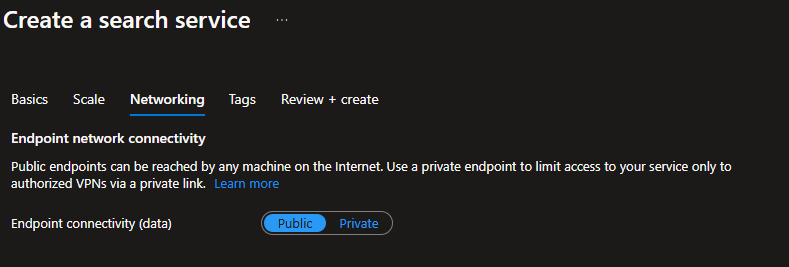 Create a search service ...
Basics Scale Networking Tags Review + create
Endpoint network connectivity
Public endpoints can be reached by any machine on the Internet. Use a private endpoint to limit access to your service only to
authorized VPNs via a private link. Learn more
Endpoint connectivity (data) Public Private